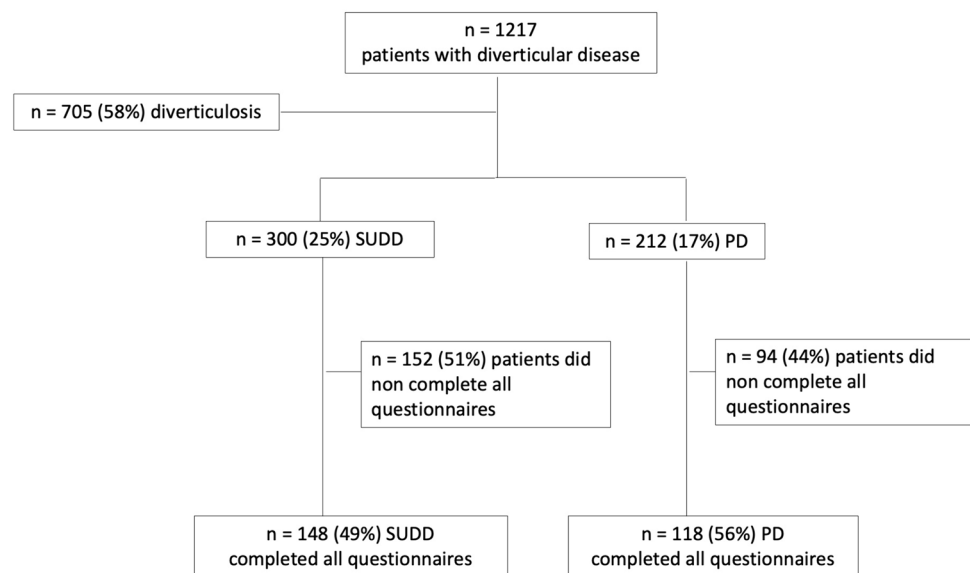 n = 1217
patients with diverticular disease
n = 705 (58%) diverticulosis
n = 300 (25%) SUDD
n = 212 (17%) PD
n = 152 (51%) patients did
non complete all
questionnaires
n = 94 (44%) patients did
non complete all
questionnaires
n = 148 (49%) SUDD
completed all questionnaires
n = 118 (56%) PD
completed all questionnaires